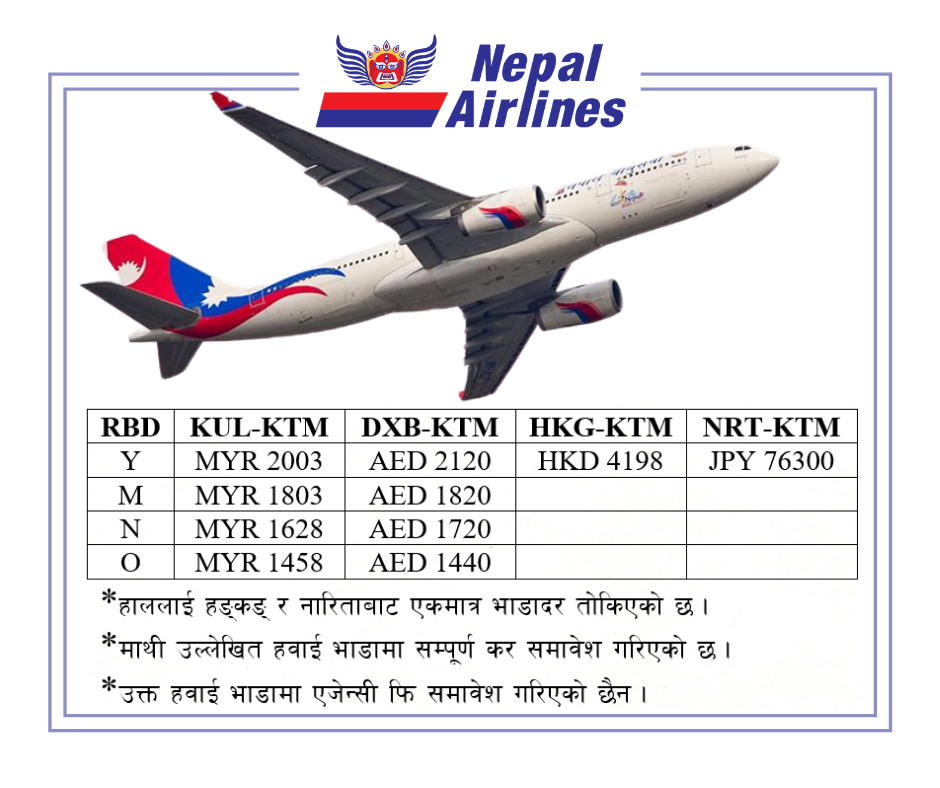 Nepal
Airlines
नेपाल वायुसेवा
RBD KUL-KTM DXB-KTM HKG-KTM NRT-KTM
Y MYR 2003 AED 2120 HKD 4198 JPY 76300
M MYR 1803 AED 1820
N MYR 1628 AED 1720
O MYR 1458 AED 1440
*हाललाई हङ्कङ् र नारिताबाट एकमात्र भाडादर तोकिएको छ ।
*माथी उल्लेखित हवाई भाडामा सम्पूर्ण कर समावेश गरिएको छ ।
*उक्त हवाई भाडामा एजेन्सी फि समावेश गरिएको छैन ।